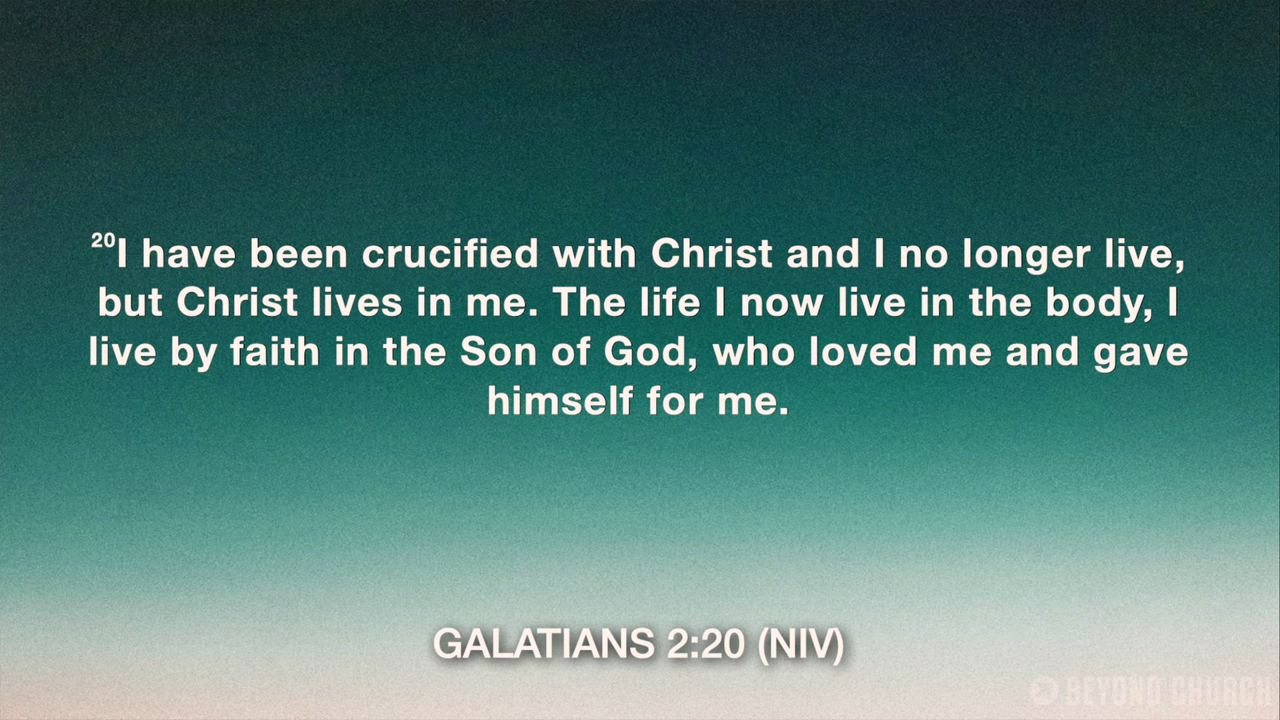 20I have been crucified with Christ and I no longer live,
but Christ lives in me. The life I now live in the body, I
live by faith in the Son of God, who loved me and gave
himself for me.
GALATIANS 2:20 (NIV)
BEYOND CHURCH